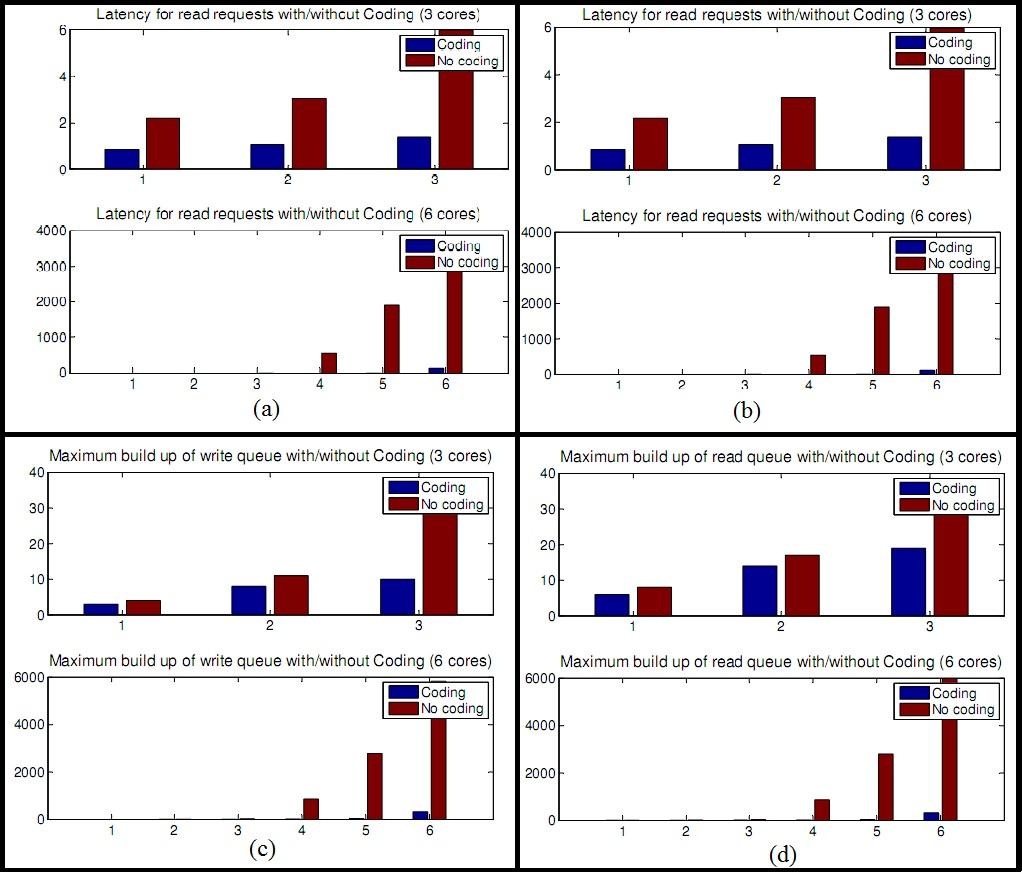 Latency for read requests with/without Coding (3 cores)
6
4
2
0
Coding
No coding
1 2 3
Latency for read requests with/without Coding (6 cores)
4000
3000
2000
1000
0
Coding
No coding
1 2 3 4 5 6
(a)
Latency for read requests with/without Coding (3 cores)
6
4
2
0
Coding
No coding
1 2 3
Latency for read requests with/without Coding (6 cores)
4000
3000
2000
1000
0
Coding
No coding
1 2 3 4 5 6
(b)
Maximum build up of write queue with/without Coding (3 cores)
40
30
20
10
0
Coding
No coding
1 2 3
Maximum build up of write queue with/without Coding (6 cores)
6000
4000
2000
0
Coding
No coding
1 2 3 4 5 6
(c)
Maximum build up of read queue with/without Coding (3 cores)
40
30
20
10
0
Coding
No coding
1 2 3
Maximum build up of read queue with/without Coding (6 cores)
6000
4000
2000
0
Coding
No coding
1 2 3 4 5 6
(d)